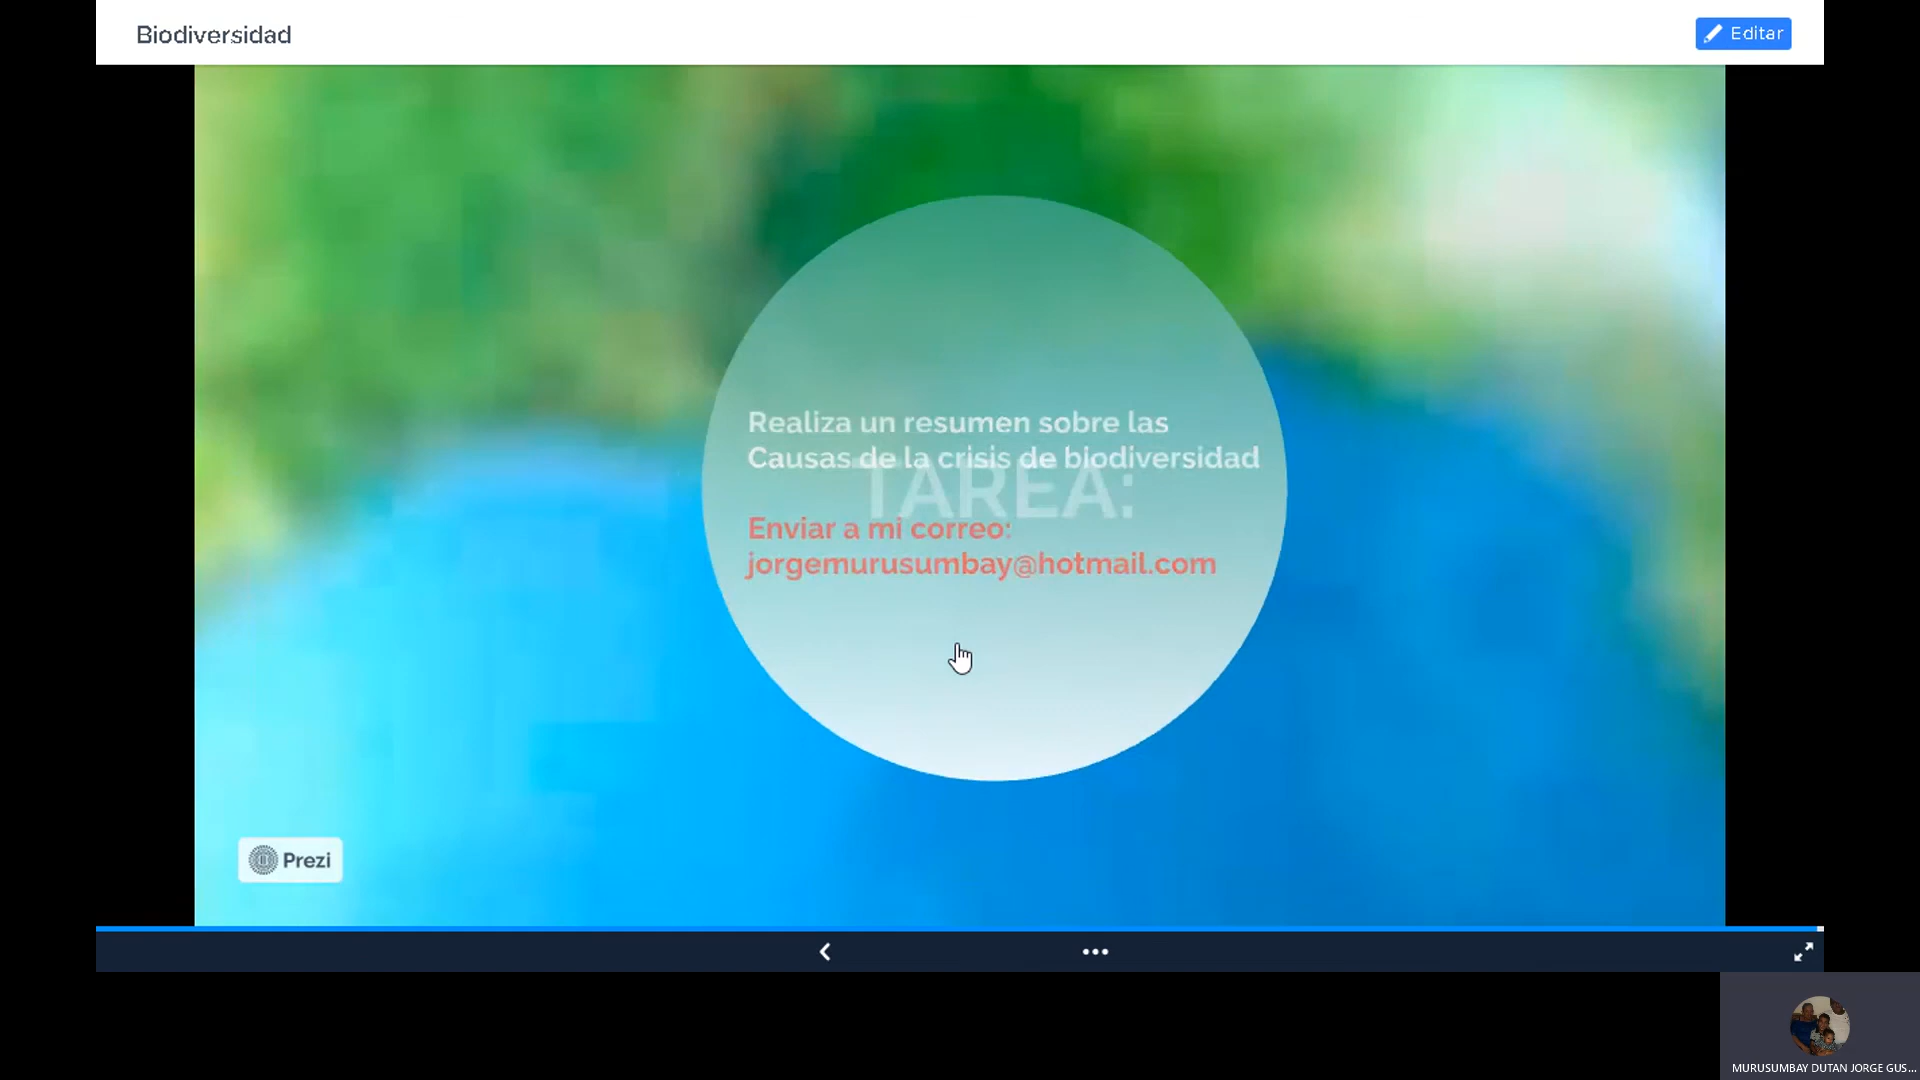 Biodiversidad
Editar
Realiza un resumen sobre las
Causas de la crisis de biodiversidad
TAREA:
Enviar a mi correo:
jorgemurusumbay@hotmail.com
Prezi
MURUSUMBAY DUTAN JORGE GUS...